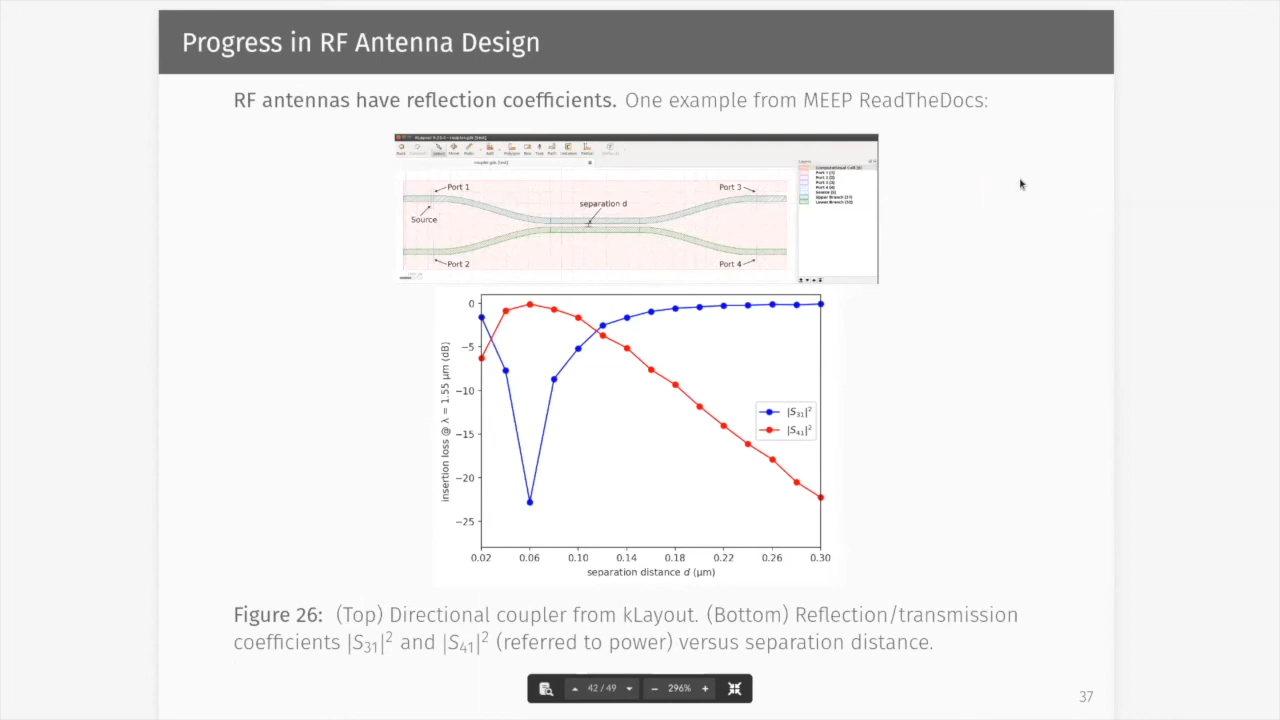 Progress in RF Antenna Design
RF antennas have reflection coefficients. One example from MEEP ReadTheDocs:
Port 1
Port 3
separation d
Source
Port 2
Port 4
insertion loss @ λ = 1.55 μm (dB)
0
−5
−10
−15
−20
−25
|S31|²
|S41|²
0.02 0.06 0.10 0.14 0.18 0.22 0.26 0.30
separation distance d (μm)
Figure 26: (Top) Directional coupler from kLayout. (Bottom) Reflection/transmission
coefficients |S31|² and |S41|² (referred to power) versus separation distance.
42 / 49
296%
37